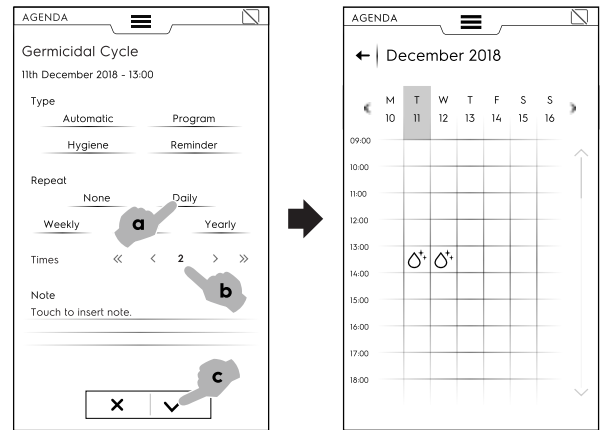 AGENDA
Germicidal Cycle
11th December 2018 - 13:00
Type
Automatic Program
Hygiene Reminder
Repeat
None Daily
Weekly Yearly
a
Times « < 2 > »
b
Note
Touch to insert note.
c
AGENDA
December 2018
M T W T F S S
10 11 12 13 14 15 16
09:00
10:00
11:00
12:00
13:00
14:00
15:00
16:00
17:00
18:00